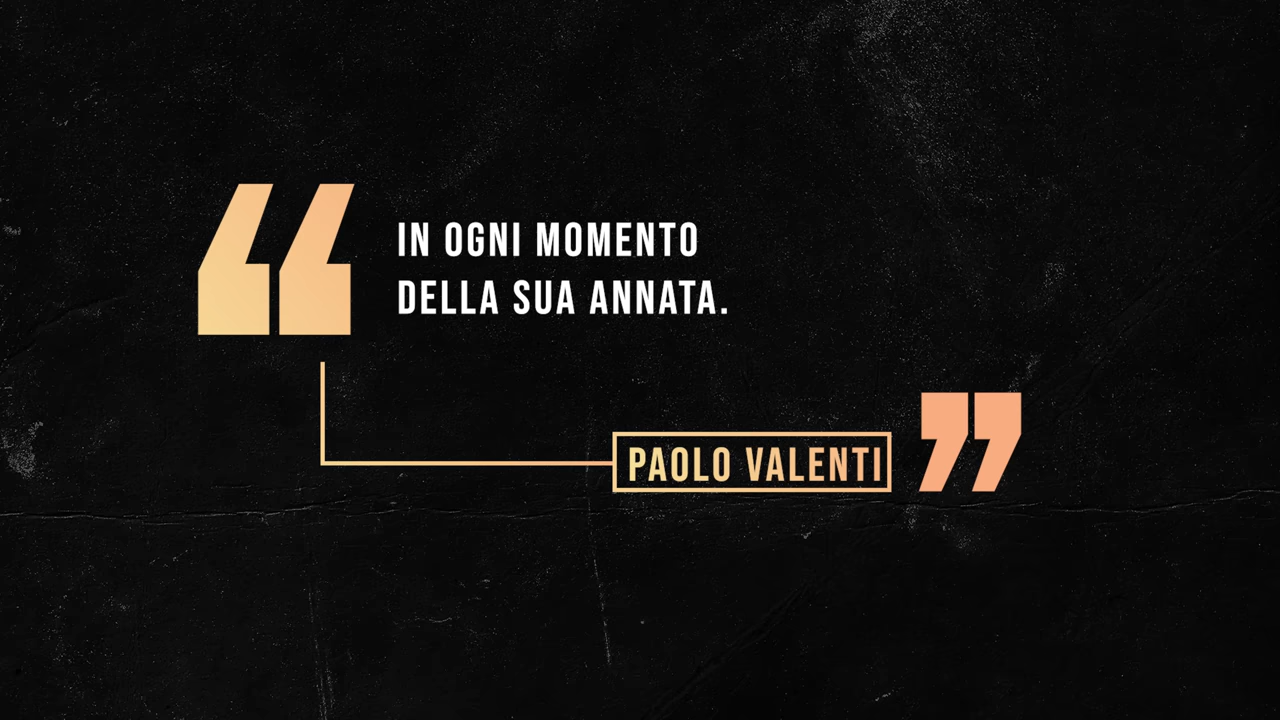 IN OGNI MOMENTO
DELLA SUA ANNATA.
PAOLO VALENTI